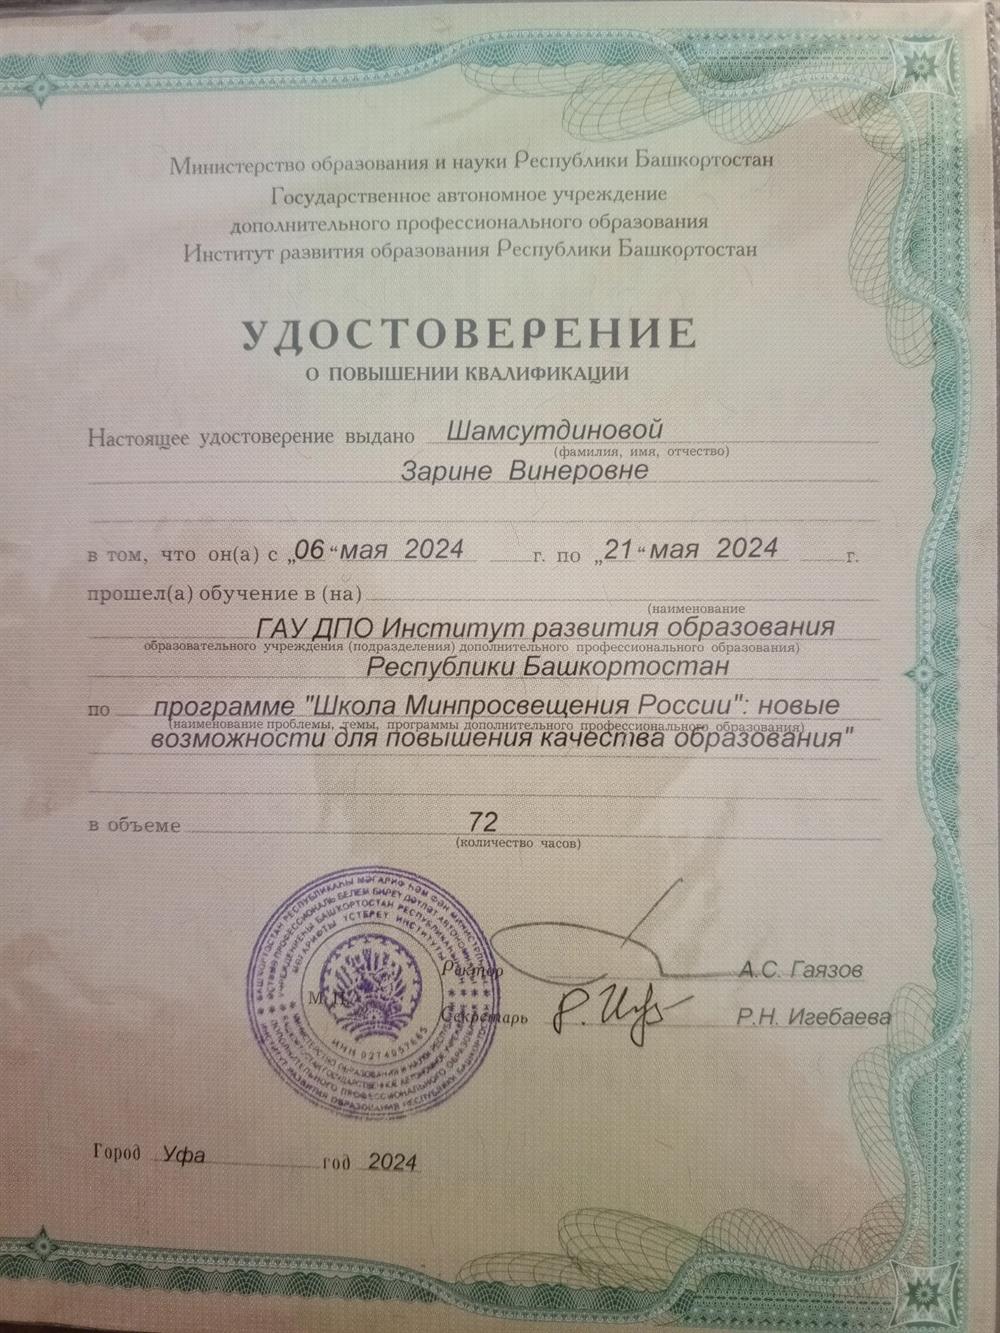 Министерство образования и науки Республики Башкортостан
Государственное автономное учреждение
дополнительного профессионального образования
Институт развития образования Республики Башкортостан
УДОСТОВЕРЕНИЕ
О ПОВЫШЕНИИ КВАЛИФИКАЦИИ
Настоящее удостоверение выдано Шамсутдиновой
(фамилия, имя, отчество)
Зарине Винеровне
в том, что он(а) с „06“ мая 2024 г. по „21“ мая 2024 г.
прошел(а) обучение в (на)
(наименование
ГАУ ДПО Институт развития образования
образовательного учреждения (подразделения) дополнительного профессионального образования)
Республики Башкортостан
по программе "Школа Минпросвещения России": новые
(наименование проблемы, темы, программы дополнительного профессионального образования)
возможности для повышения качества образования"
в объеме 72
(количество часов)
Ректор А.С. Гаязов
М.П.
Секретарь Р.Н. Игебаева
Город Уфа год 2024